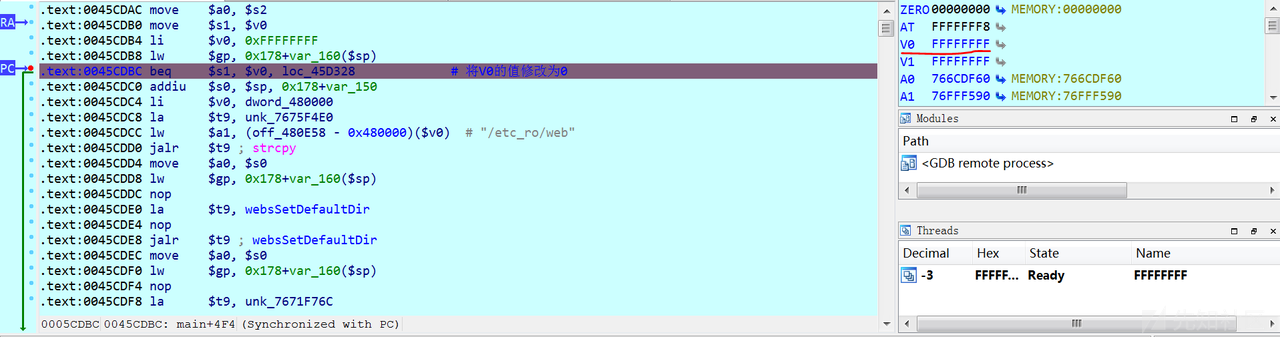 .text:0045CDAC move $a0, $s2
RA
.text:0045CDB0 move $s1, $v0
.text:0045CDB4 li $v0, 0xFFFFFFFF
.text:0045CDB8 lw $gp, 0x178+var_160($sp)
PC
.text:0045CDBC beq $s1, $v0, loc_45D328 # 将V0的值修改为0
.text:0045CDC0 addiu $s0, $sp, 0x178+var_150
.text:0045CDC4 li $v0, dword_480000
.text:0045CDC8 la $t9, unk_7675F4E0
.text:0045CDCC lw $a1, (off_480E58 - 0x480000)($v0) # "/etc_ro/web"
.text:0045CDD0 jalr $t9 ; strcpy
.text:0045CDD4 move $a0, $s0
.text:0045CDD8 lw $gp, 0x178+var_160($sp)
.text:0045CDDC nop
.text:0045CDE0 la $t9, websSetDefaultDir
.text:0045CDE4 nop
.text:0045CDE8 jalr $t9 ; websSetDefaultDir
.text:0045CDEC move $a0, $s0
.text:0045CDF0 lw $gp, 0x178+var_160($sp)
.text:0045CDF4 nop
.text:0045CDF8 la $t9, unk_7671F76C
0005CDBC 0045CDBC: main+4F4 (Synchronized with PC)
ZERO 00000000 MEMORY:00000000
AT FFFFFFF8
V0 FFFFFFFF
V1 FFFFFFFF
A0 766CDF60 MEMORY:766CDF60
A1 76FFF590 MEMORY:76FFF590
Modules
Path
<GDB remote process>
Threads
Decimal Hex State Name
-3 FFFFF... Ready FFFFFFFF